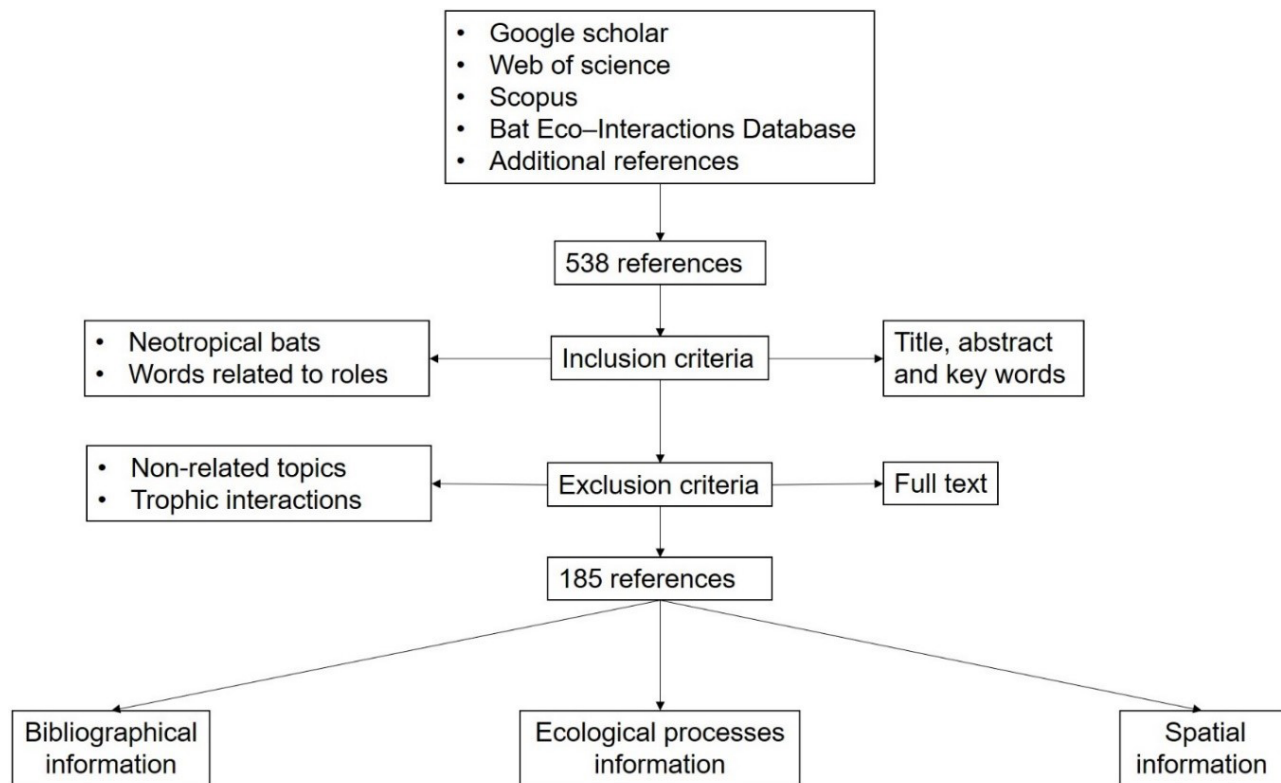 • Google scholar
• Web of science
• Scopus
• Bat Eco–Interactions Database
• Additional references
538 references
• Neotropical bats
• Words related to roles
Inclusion criteria
Title, abstract
and key words
• Non-related topics
• Trophic interactions
Exclusion criteria
Full text
185 references
Bibliographical
information
Ecological processes
information
Spatial
information